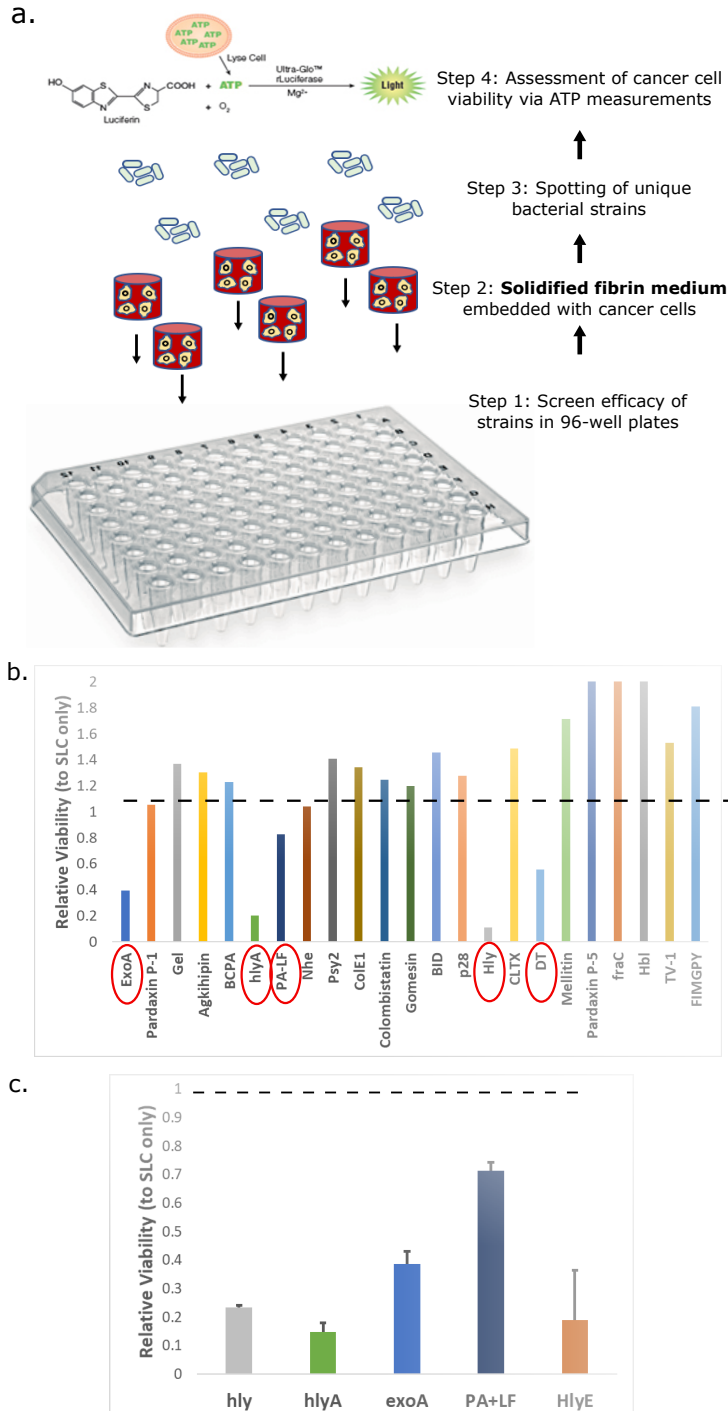 a.
ATP
ATP ATP
ATP ATP
Lyse Cell
HO
N
S
N
S
COOH
+ ATP
+ O2
Luciferin
Ultra-Glo™
rLuciferase
Mg2+
Light
Step 4: Assessment of cancer cell
viability via ATP measurements
Step 3: Spotting of unique
bacterial strains
Step 2: Solidified fibrin medium
embedded with cancer cells
Step 1: Screen efficacy of
strains in 96-well plates
b.
Relative Viability (to SLC only)
2
1.8
1.6
1.4
1.2
1
0.8
0.6
0.4
0.2
0
ExoA
Pardaxin P-1
Gel
Agkihipin
BCPA
hlyA
PA-LF
Nhe
Psy2
ColE1
Colombistatin
Gomesin
BID
p28
Hly
CLTX
DT
Mellitin
Pardaxin P-5
fraC
Hbl
TV-1
FIMGPY
c.
Relative Viability (to SLC only)
1
0.9
0.8
0.7
0.6
0.5
0.4
0.3
0.2
0.1
0
hly
hlyA
exoA
PA+LF
HlyE